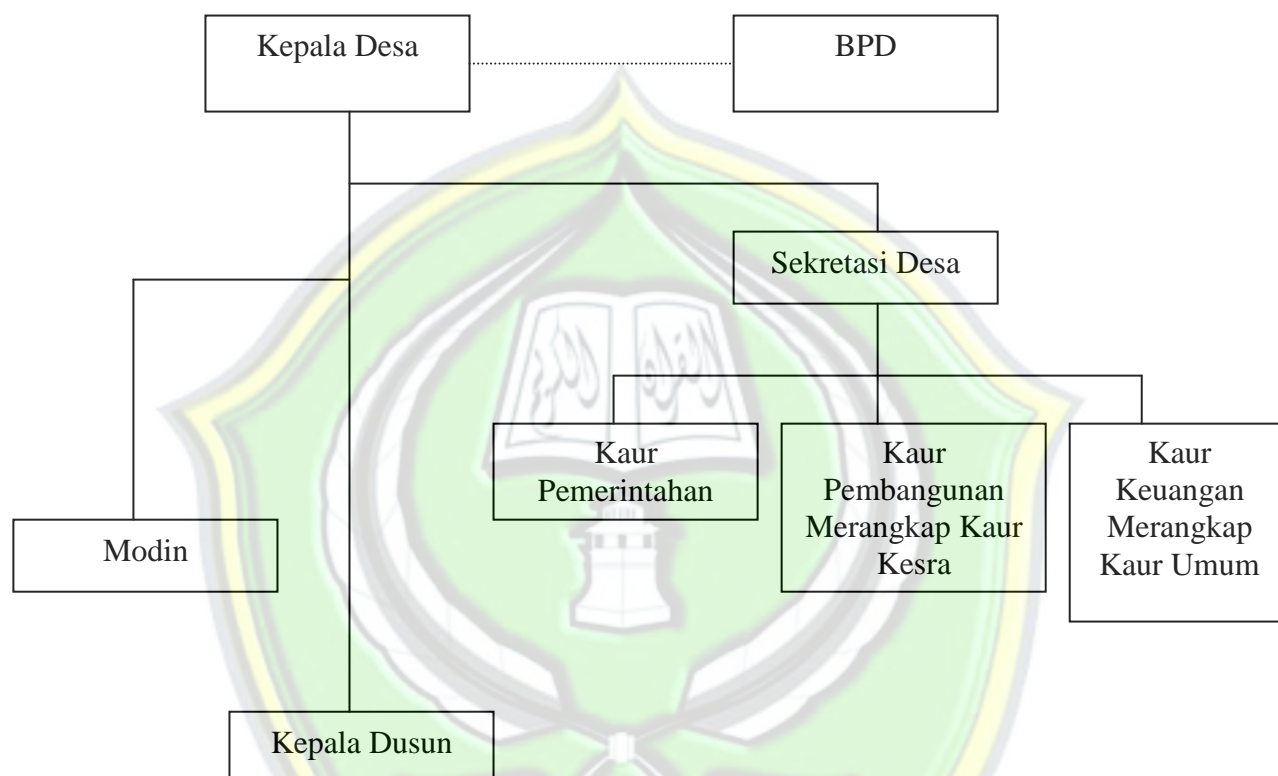 Kepala Desa
BPD
Sekretasi Desa
Kaur
Pemerintahan
Kaur
Pembangunan
Merangkap Kaur
Kesra
Kaur
Keuangan
Merangkap
Kaur Umum
Modin
Kepala Dusun